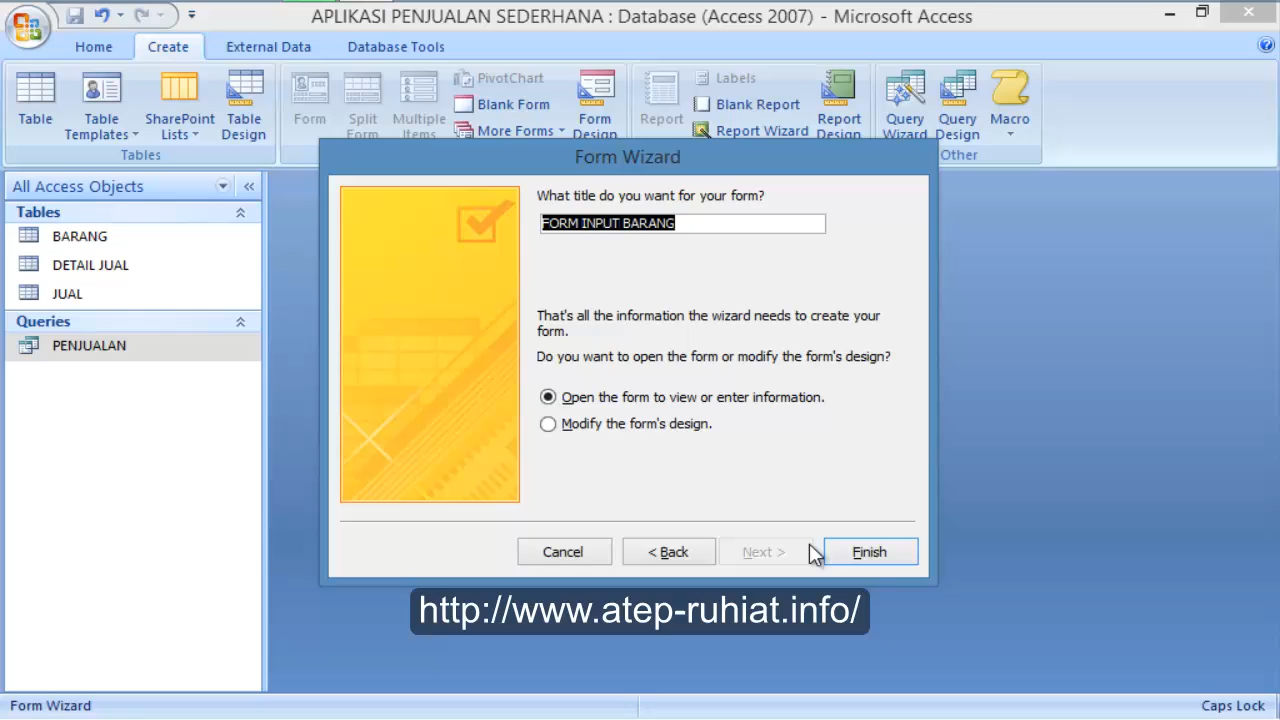 APLIKASI PENJUALAN SEDERHANA : Database (Access 2007) - Microsoft Access
Home Create External Data Database Tools
Table
Table Templates
SharePoint Lists
Table Design
Tables
Form
Split Form
Multiple Items
PivotChart
Blank Form
More Forms
Form Design
Report
Labels
Blank Report
Report Wizard
Report Design
Query Wizard
Query Design
Macro
Other
All Access Objects
Tables
BARANG
DETAIL JUAL
JUAL
Queries
PENJUALAN
Form Wizard
What title do you want for your form?
FORM INPUT BARANG
That's all the information the wizard needs to create your
form.
Do you want to open the form or modify the form's design?
Open the form to view or enter information.
Modify the form's design.
Cancel
< Back
Next >
Finish
http://www.atep-ruhiat.info/
Form Wizard
Caps Lock